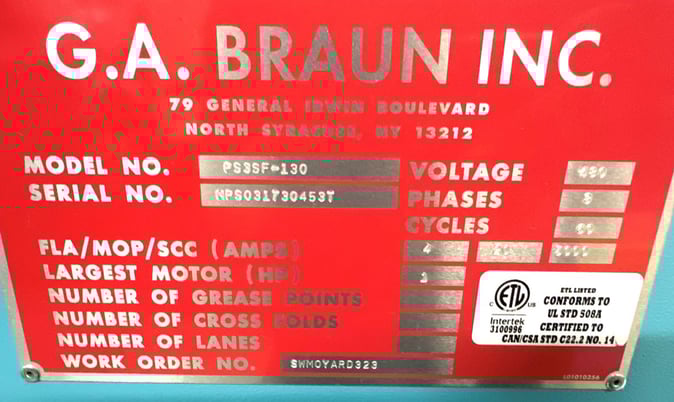 G.A. BRAUN INC.
79 GENERAL IRWIN BOULEVARD
NORTH SYRACUSE, NY 13212
MODEL NO. PS3SF-130 VOLTAGE 480
SERIAL NO. NPS031730453T PHASES 3
CYCLES 60
FLA/MOP/SCC (AMPS) 4
LARGEST MOTOR (HP)
NUMBER OF GREASE POINTS
NUMBER OF CROSS FOLDS
NUMBER OF LANES
WORK ORDER NO. SWMOYARD323
ETL LISTED
CONFORMS TO
UL STD 508A
CERTIFIED TO
CAN/CSA STD C22.2 NO. 14
C ETL US
Intertek
3100996
L01010256